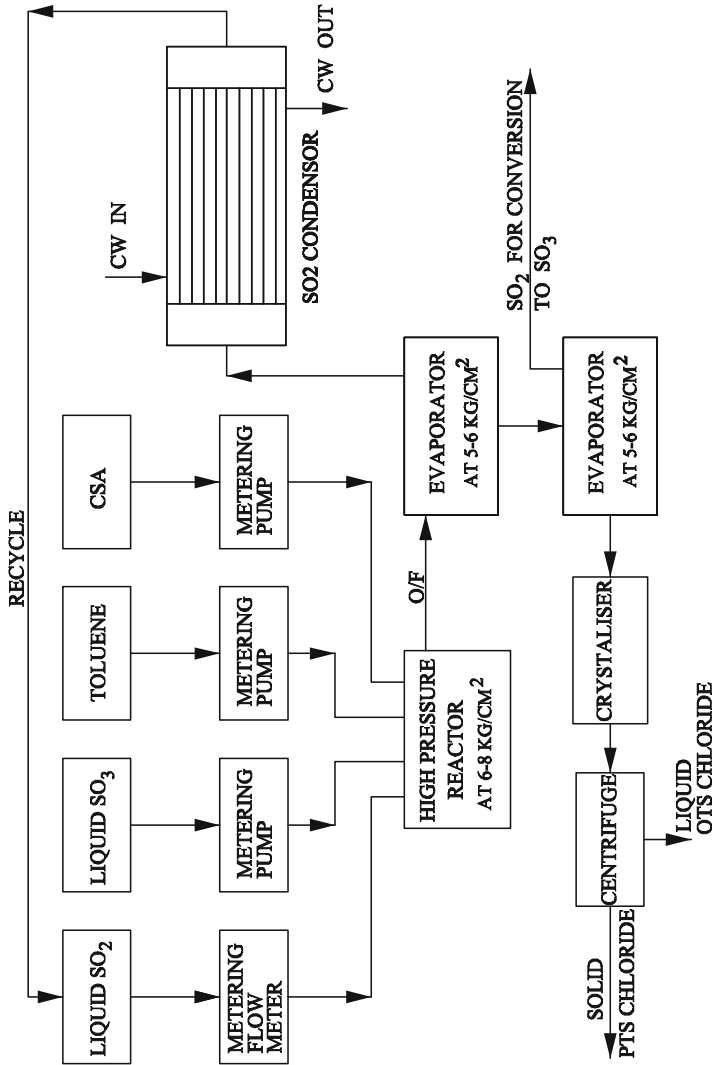 RECYCLE
LIQUID SO2
LIQUID SO3
TOLUENE
CSA
CW IN
CW OUT
SO2 CONDENSOR
METERING
FLOW
METER
METERING
PUMP
METERING
PUMP
METERING
PUMP
HIGH PRESSURE
REACTOR
AT 6-8 KG/CM2
O/F
EVAPORATOR
AT 5-6 KG/CM2
SO2 FOR CONVERSION
TO SO3
EVAPORATOR
AT 5-6 KG/CM2
CRYSTALISER
CENTRIFUGE
SOLID
PTS CHLORIDE
LIQUID
OTS CHLORIDE